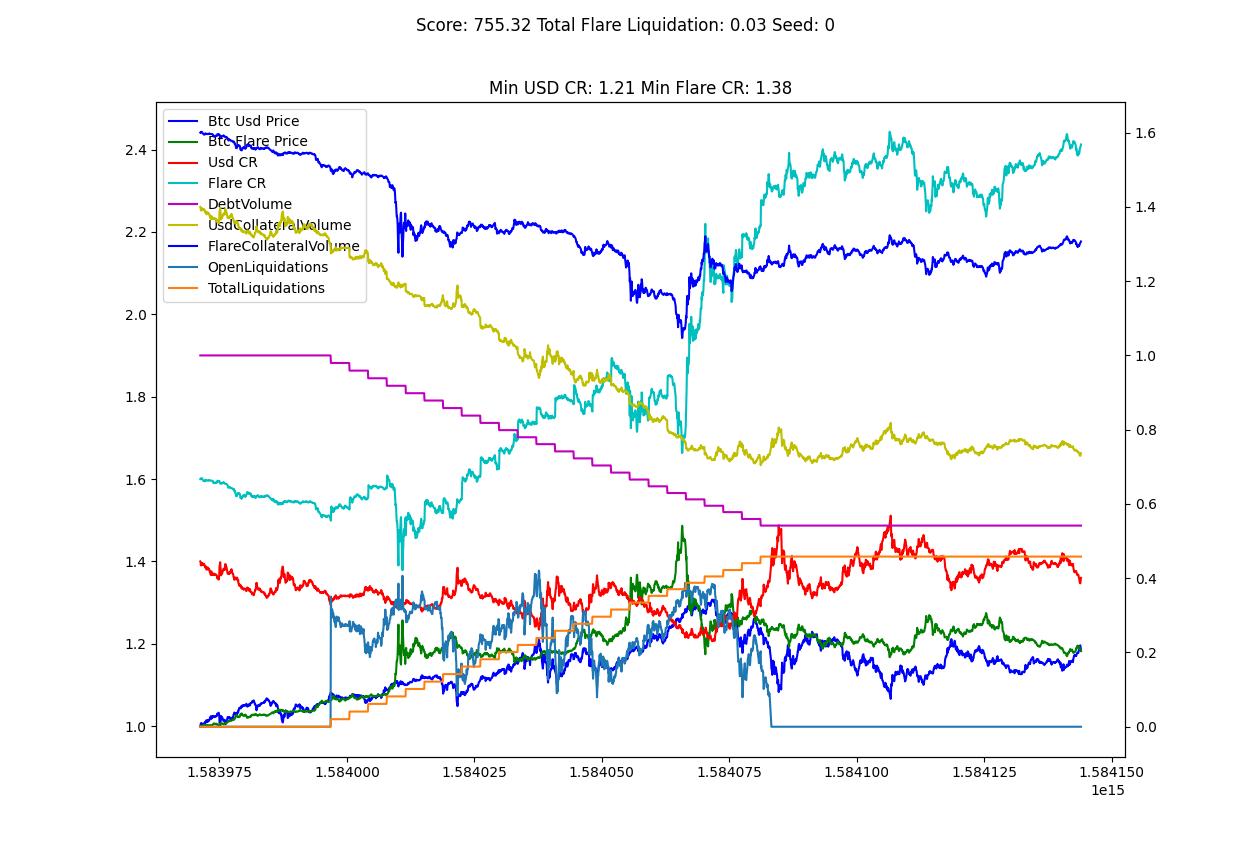 Score: 755.32 Total Flare Liquidation: 0.03 Seed: 0
Min USD CR: 1.21 Min Flare CR: 1.38
Btc Usd Price
Btc Flare Price
Usd CR
Flare CR
DebtVolume
UsdCollateralVolume
FlareCollateralVolume
OpenLiquidations
TotalLiquidations
2.4
2.2
2.0
1.8
1.6
1.4
1.2
1.0
1.6
1.4
1.2
1.0
0.8
0.6
0.4
0.2
0.0
1.583975 1.584000 1.584025 1.584050 1.584075 1.584100 1.584125 1.584150
1e15